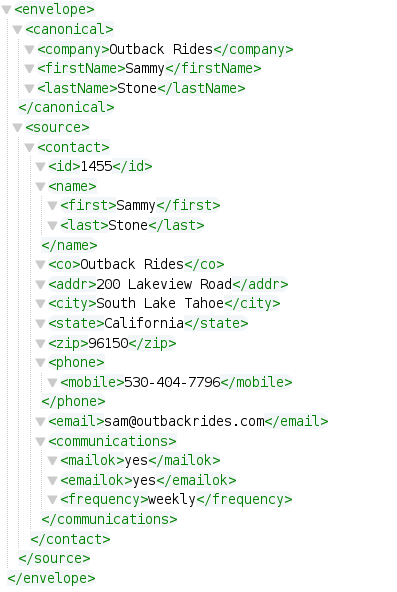 <envelope>
<canonical>
<company>Outback Rides</company>
<firstName>Sammy</firstName>
<lastName>Stone</lastName>
</canonical>
<source>
<contact>
<id>1455</id>
<name>
<first>Sammy</first>
<last>Stone</last>
</name>
<co>Outback Rides</co>
<addr>200 Lakeview Road</addr>
<city>South Lake Tahoe</city>
<state>California</state>
<zip>96150</zip>
<phone>
<mobile>530-404-7796</mobile>
</phone>
<email>sam@outbackrides.com</email>
<communications>
<mailok>yes</mailok>
<emailok>yes</emailok>
<frequency>weekly</frequency>
</communications>
</contact>
</source>
</envelope>